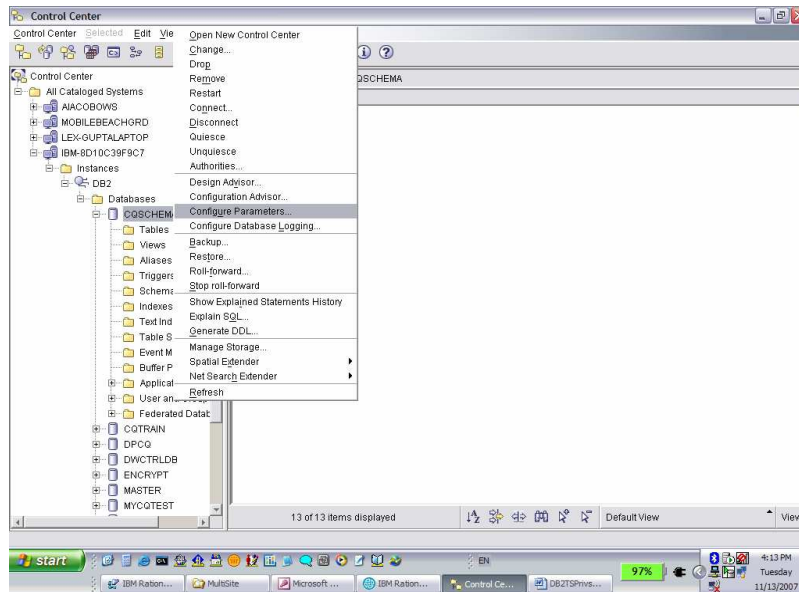 Control Center
Control Center Selected Edit Vie
QSCHEMA
Open New Control Center
Change...
Drop
Remove
Restart
Connect...
Disconnect
Quiesce
Unquiesce
Authorities...
Design Advisor...
Configuration Advisor...
Configure Parameters...
Configure Database Logging...
Backup...
Restore...
Roll-forward...
Stop roll-forward
Show Explained Statements History
Explain SQL...
Generate DDL...
Manage Storage...
Spatial Extender
Net Search Extender
Refresh
Control Center
All Cataloged Systems
AIACOBOWS
MOBILEBEACHGRD
LEX-GUPTALAPTOP
IBM-8D10C39F9C7
Instances
DB2
Databases
CQSCHEMA
Tables
Views
Aliases
Triggers
Schema
Indexes
Text Ind
Table S
Event M
Buffer P
Applicat
User an
Federated Datab
CQTRAIN
DPCQ
DWCTRLDB
ENCRYPT
MASTER
MYCQTEST
13 of 13 items displayed
Default View
View
start
EN
97%
4:13 PM
Tuesday
11/13/2007
IBM Ration...
MultiSite
Microsoft ...
IBM Ration...
Control Ce...
DB2TSPrivs...